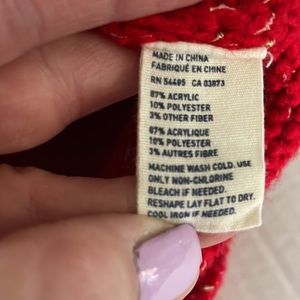 MADE IN CHINA
FABRIQUÉ EN CHINE
RN 54485 CA 03873
87% ACRYLIC
10% POLYESTER
3% OTHER FIBER
87% ACRYLIQUE
10% POLYESTER
3% AUTRES FIBRE
MACHINE WASH COLD. USE
ONLY NON-CHLORINE
BLEACH IF NEEDED.
RESHAPE LAY FLAT TO DRY.
COOL IRON IF NEEDED.